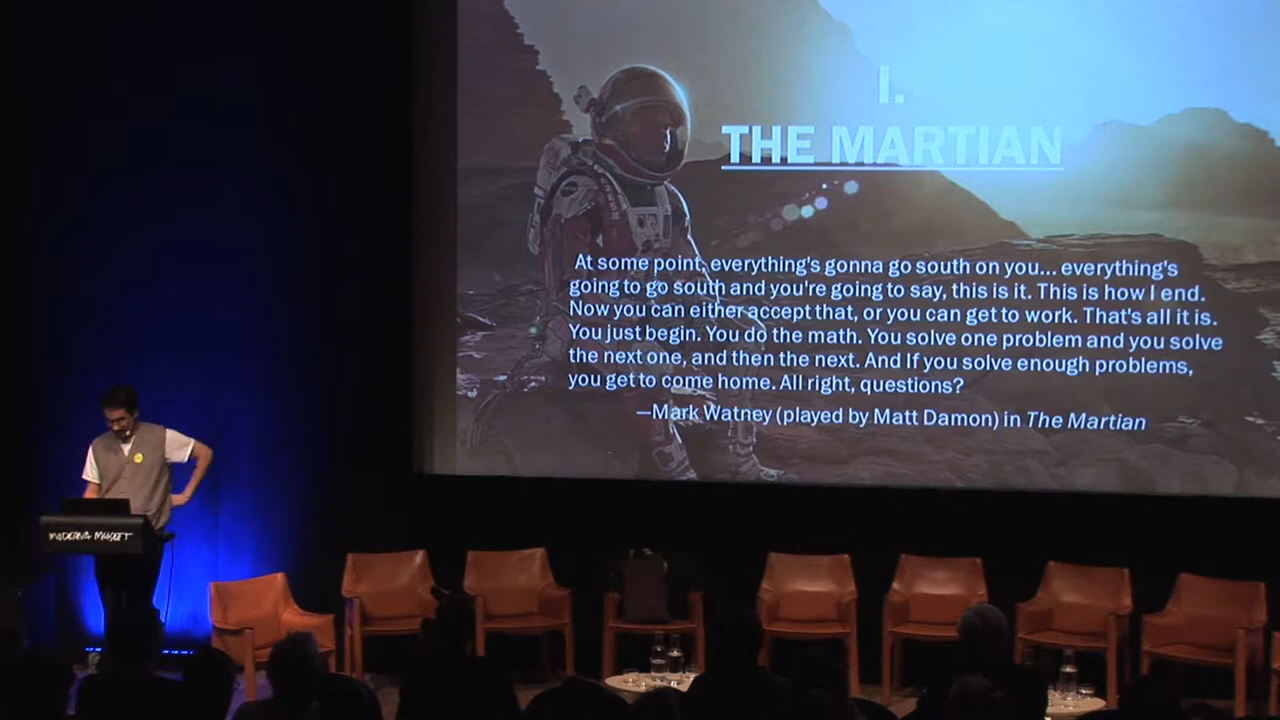 I.
THE MARTIAN
At some point, everything's gonna go south on you... everything's
going to go south and you're going to say, this is it. This is how I end.
Now you can either accept that, or you can get to work. That's all it is.
You just begin. You do the math. You solve one problem and you solve
the next one, and then the next. And If you solve enough problems,
you get to come home. All right, questions?
—Mark Watney (played by Matt Damon) in The Martian
MODERNA MUSEET